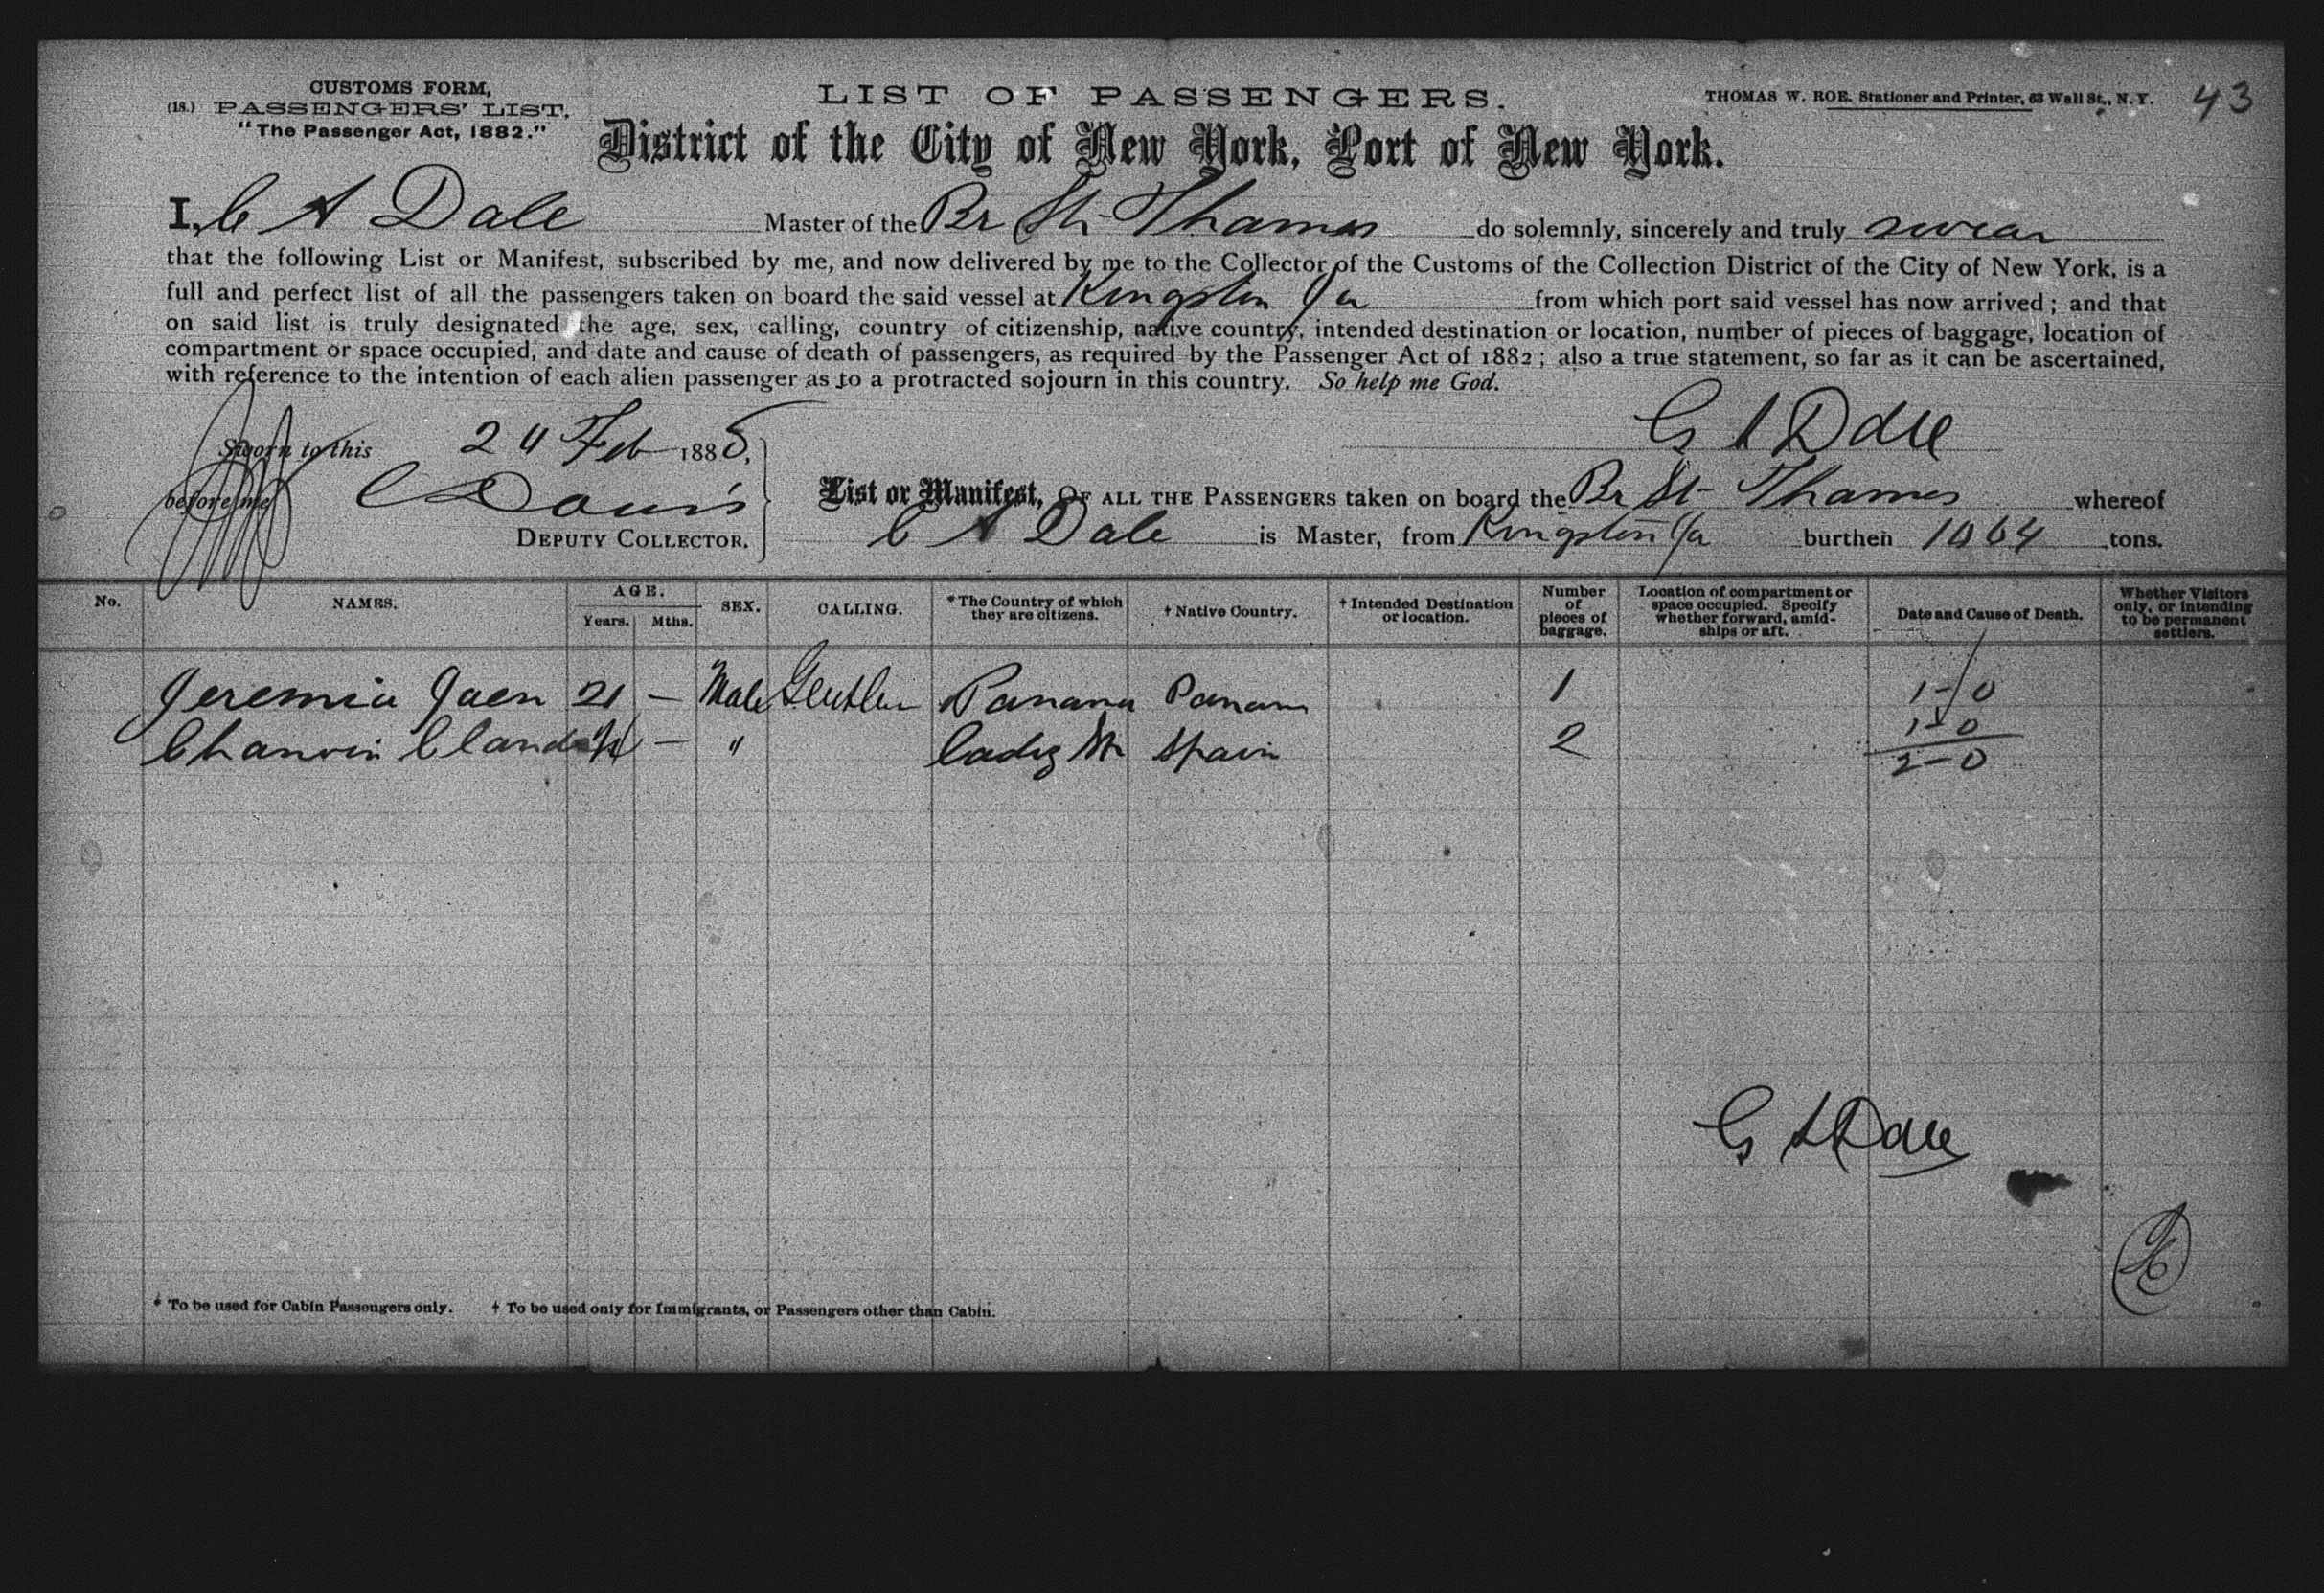 CUSTOMS FORM,
(18.) PASSENGERS' LIST.
"The Passenger Act, 1882."
LIST OF PASSENGERS.
THOMAS W. ROE, Stationer and Printer, 63 Wall St., N.Y. 43
District of the City of New York, Port of New York.
I, C A Dale Master of the Br St Thames do solemnly, sincerely and truly swear
that the following List or Manifest, subscribed by me, and now delivered by me to the Collector of the Customs of the Collection District of the City of New York, is a
full and perfect list of all the passengers taken on board the said vessel at Kingston Ja from which port said vessel has now arrived; and that
on said list is truly designated the age, sex, calling, country of citizenship, native country, intended destination or location, number of pieces of baggage, location of
compartment or space occupied, and date and cause of death of passengers, as required by the Passenger Act of 1882; also a true statement, so far as it can be ascertained,
with reference to the intention of each alien passenger as to a protracted sojourn in this country. So help me God.
C A Dale
Sworn to this 24 Feb 1885,
before me
DEPUTY COLLECTOR.
List or Manifest, OF ALL THE PASSENGERS taken on board the Br St Thames whereof
C A Dale is Master, from Kingston Ja burthen 1064 tons.
No. NAMES. AGE. Years. Mths. SEX. CALLING. *The Country of which they are citizens. †Native Country. †Intended Destination or location. Number of pieces of baggage. Location of compartment or space occupied. Specify whether forward, amidships or aft. Date and Cause of Death. Whether Visitors only, or intending to be permanent settlers.
Jeremia Jaen 21 — Male Panama Panam 1 1-0
Chanvin — " Cadiz Spain 2 1-0
2-0
C A Dale
* To be used for Cabin Passengers only. † To be used only for Immigrants, or Passengers other than Cabin.